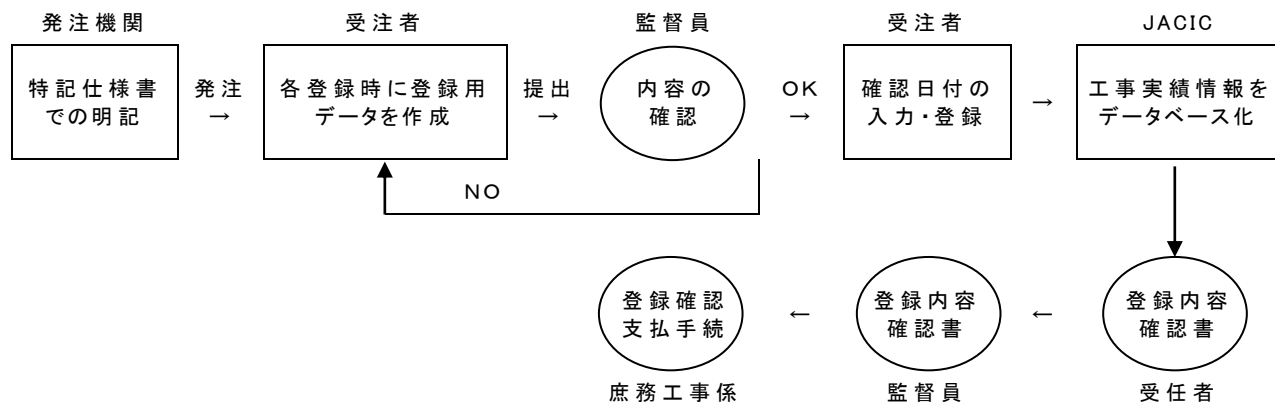 発注機関
受注者
監督員
受注者
JACIC
特記仕様書
での明記
発注
→
各登録時に登録用
データを作成
提出
→
内容の
確認
OK
→
確認日付の
入力・登録
→
工事実績情報を
データベース化
NO
登録確認
支払手続
←
登録内容
確認書
←
登録内容
確認書
庶務工事係
監督員
受任者